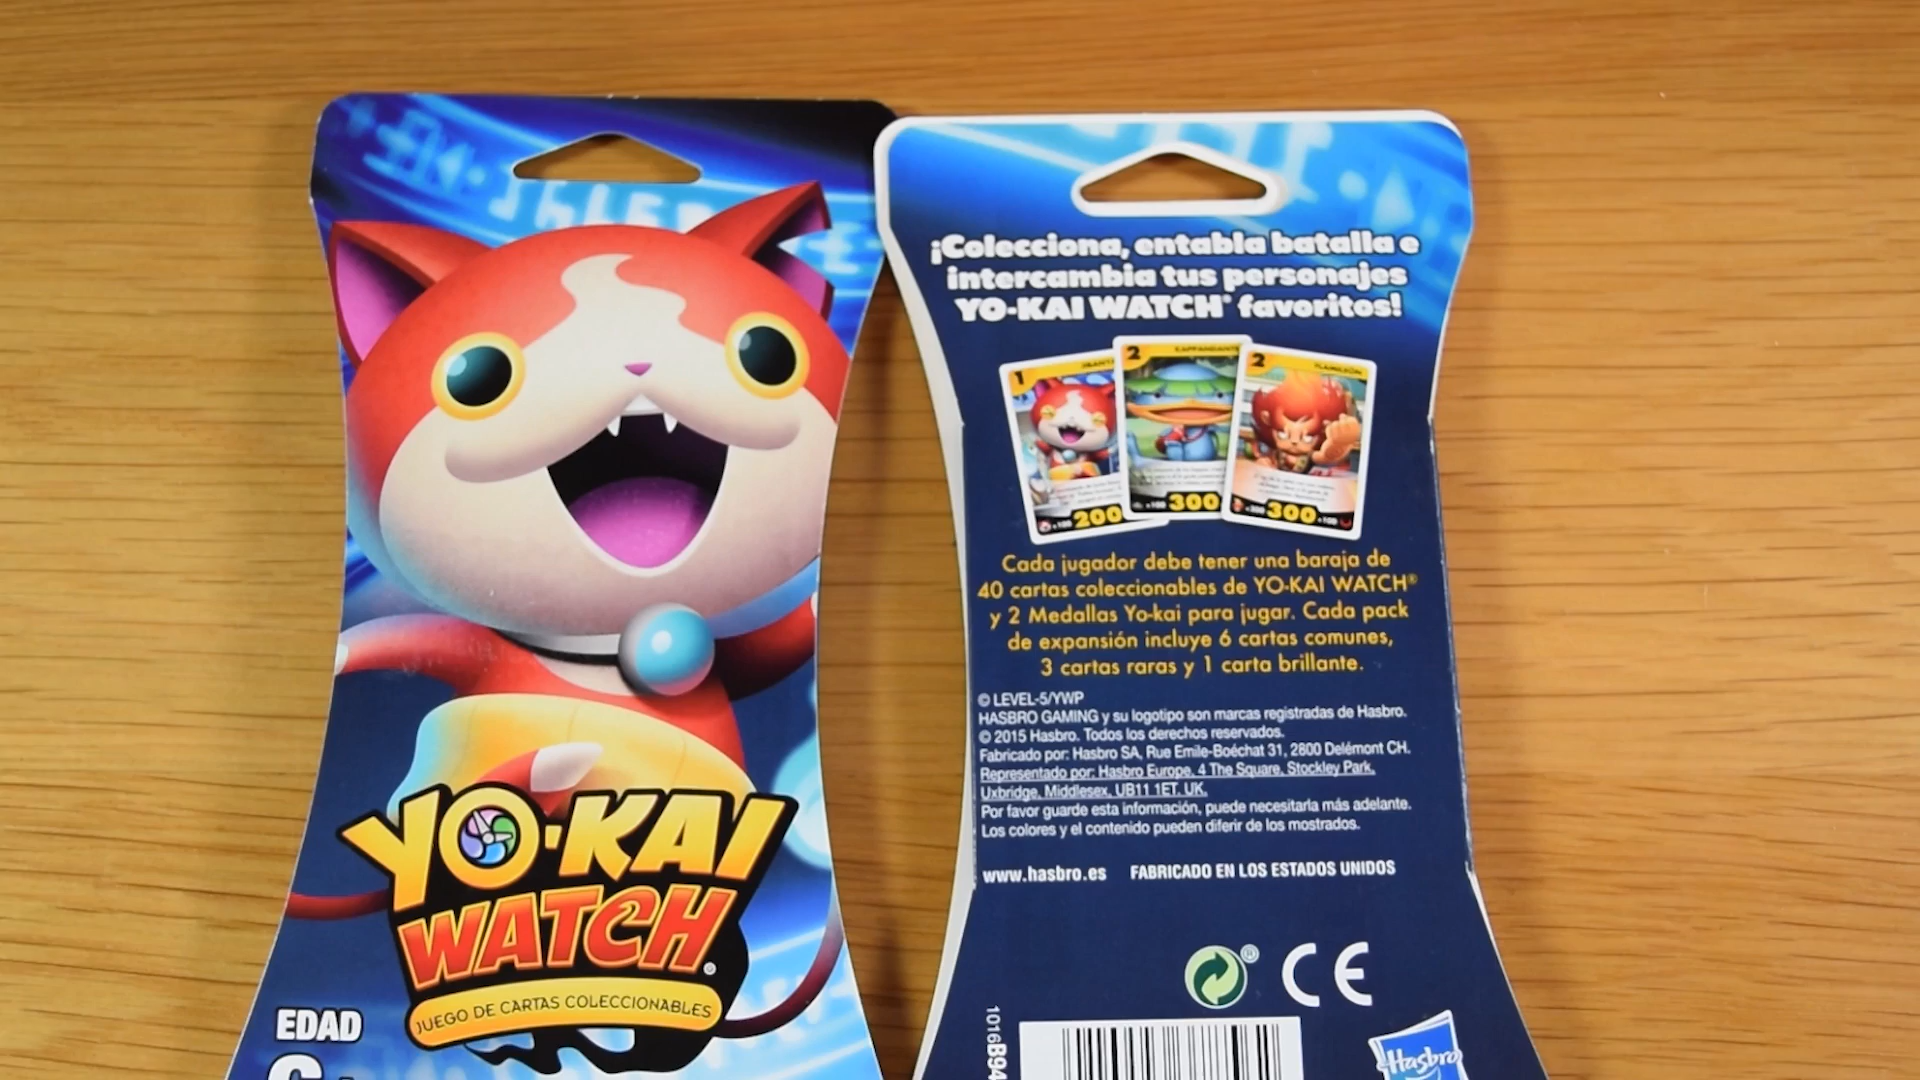 YO-KAI
WATCH
JUEGO DE CARTAS COLECCIONABLES
EDAD
¡Colecciona, entabla batalla e
intercambia tus personajes
YO-KAI WATCH® favoritos!
1
200
2
300
2
300
Cada jugador debe tener una baraja de
40 cartas coleccionables de YO-KAI WATCH®
y 2 Medallas Yo-kai para jugar. Cada pack
de expansión incluye 6 cartas comunes,
3 cartas raras y 1 carta brillante.
© LEVEL-5/YWP
HASBRO GAMING y su logotipo son marcas registradas de Hasbro.
© 2015 Hasbro. Todos los derechos reservados.
Fabricado por: Hasbro SA, Rue Emile-Boéchat 31, 2800 Delémont CH.
Representado por: Hasbro Europe, 4 The Square, Stockley Park,
Uxbridge, Middlesex, UB11 1ET. UK.
Por favor guarde esta información, puede necesitarla más adelante.
Los colores y el contenido pueden diferir de los mostrados.
www.hasbro.es FABRICADO EN LOS ESTADOS UNIDOS
CE
1016B94
Hasbro